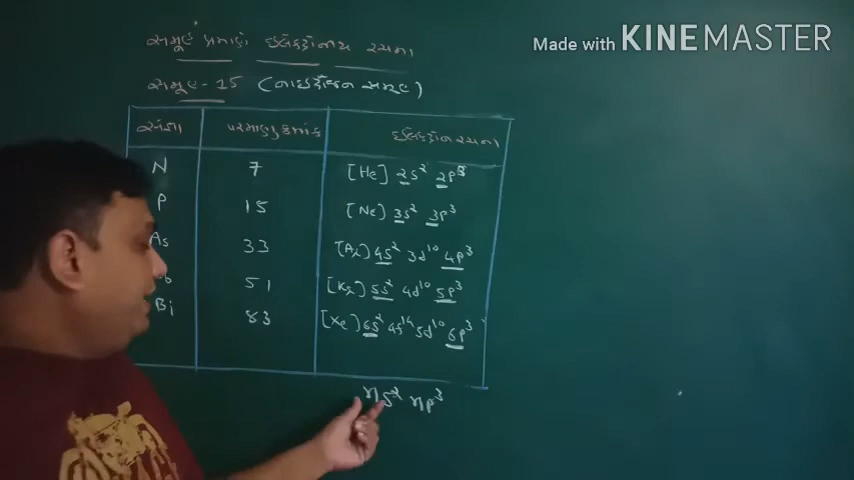 સમૂહ પ્રમાણે ઇલેક્ટ્રોનીય રચના
Made with KINEMASTER
સમૂહ - 15 (નાઇટ્રોજન સમૂહ)
સંજ્ઞા પરમાણુ ક્રમાંક ઇલેક્ટ્રોન રચના
N 7 [He] 2s² 2p³
P 15 [Ne] 3s² 3p³
As 33 [Ar] 4s² 3d¹⁰ 4p³
b 51 [Kr] 5s² 4d¹⁰ 5p³
Bi 83 [Xe] 6s² 4f¹⁴ 5d¹⁰ 6p³
ns² np³